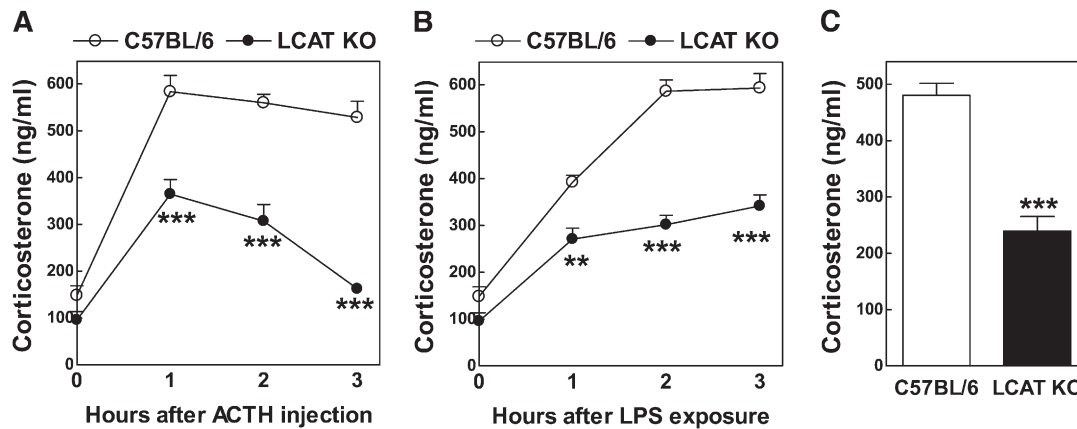 A
C57BL/6 LCAT KO
Corticosterone (ng/ml)
600
500
400
300
200
100
0
***
***
***
0 1 2 3
Hours after ACTH injection
B
C57BL/6 LCAT KO
Corticosterone (ng/ml)
600
500
400
300
200
100
0
**
***
***
0 1 2 3
Hours after LPS exposure
C
Corticosterone (ng/ml)
500
400
300
200
100
0
***
C57BL/6 LCAT KO